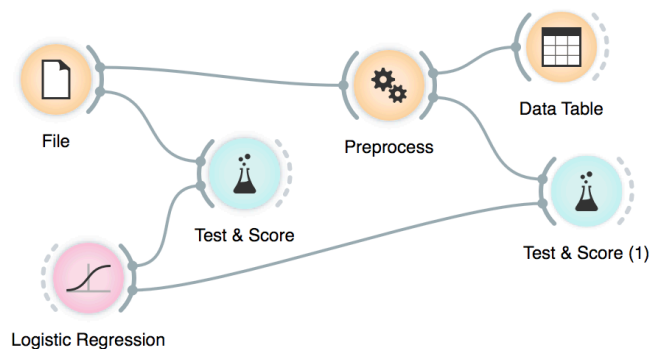 File
Preprocess
Data Table
Test & Score
Test & Score (1)
Logistic Regression